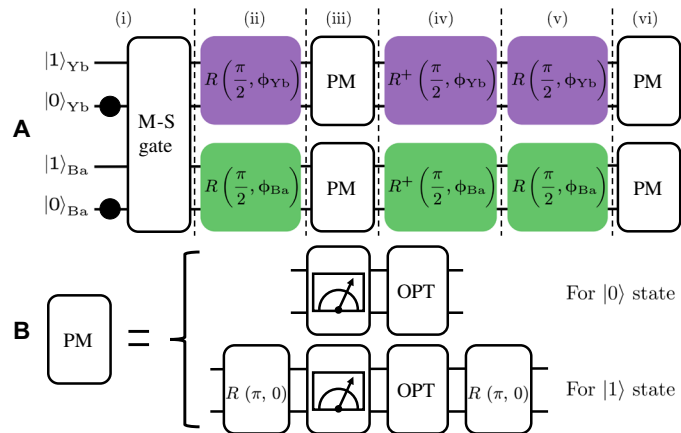 (i) (ii) (iii) (iv) (v) (vi)
|1⟩Yb
|0⟩Yb
A
|1⟩Ba
|0⟩Ba
M-S
gate
R(π/2, ϕYb) PM R⁺(π/2, ϕYb) R(π/2, ϕYb) PM
R(π/2, ϕBa) PM R⁺(π/2, ϕBa) R(π/2, ϕBa) PM
B
PM =
OPT For |0⟩ state
R (π, 0) OPT R (π, 0) For |1⟩ state